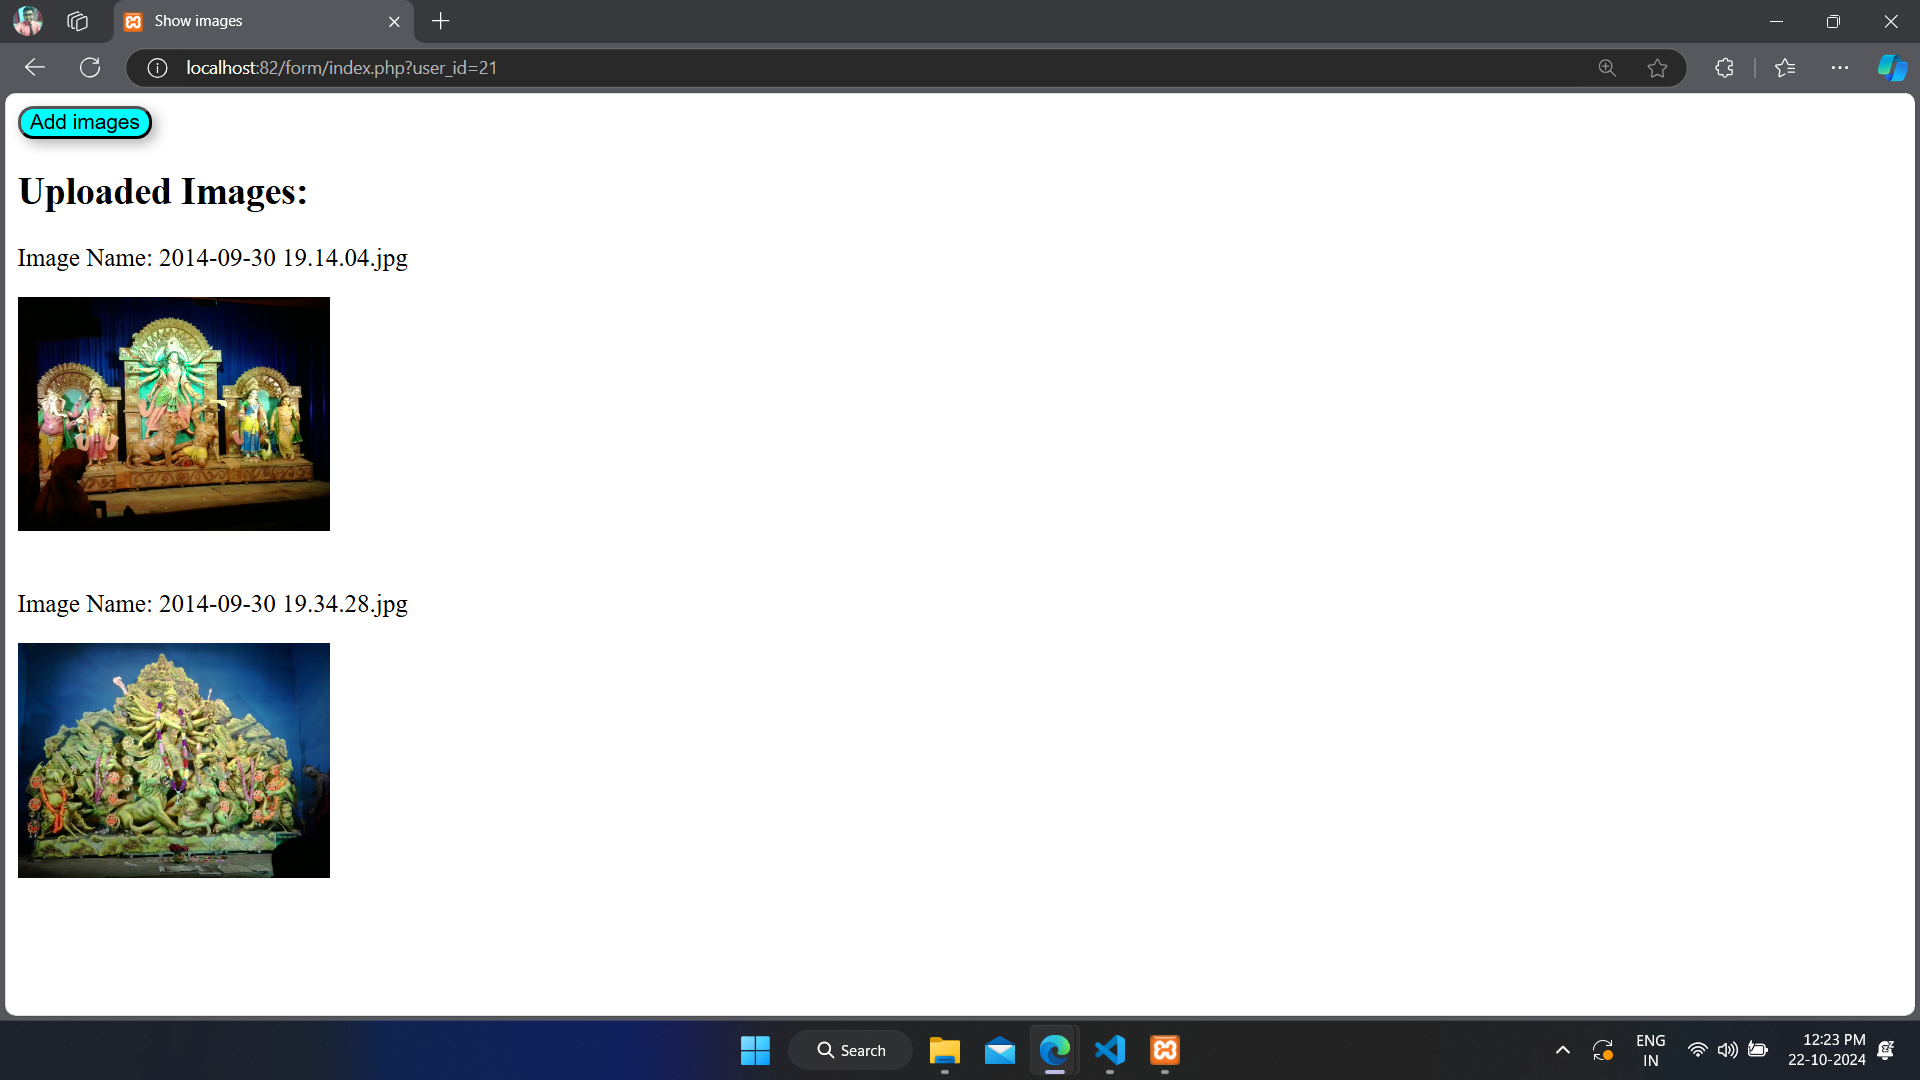 Show images
localhost:82/form/index.php?user_id=21
Add images
Uploaded Images:
Image Name: 2014-09-30 19.14.04.jpg
Image Name: 2014-09-30 19.34.28.jpg
Search
ENG
IN
12:23 PM
22-10-2024